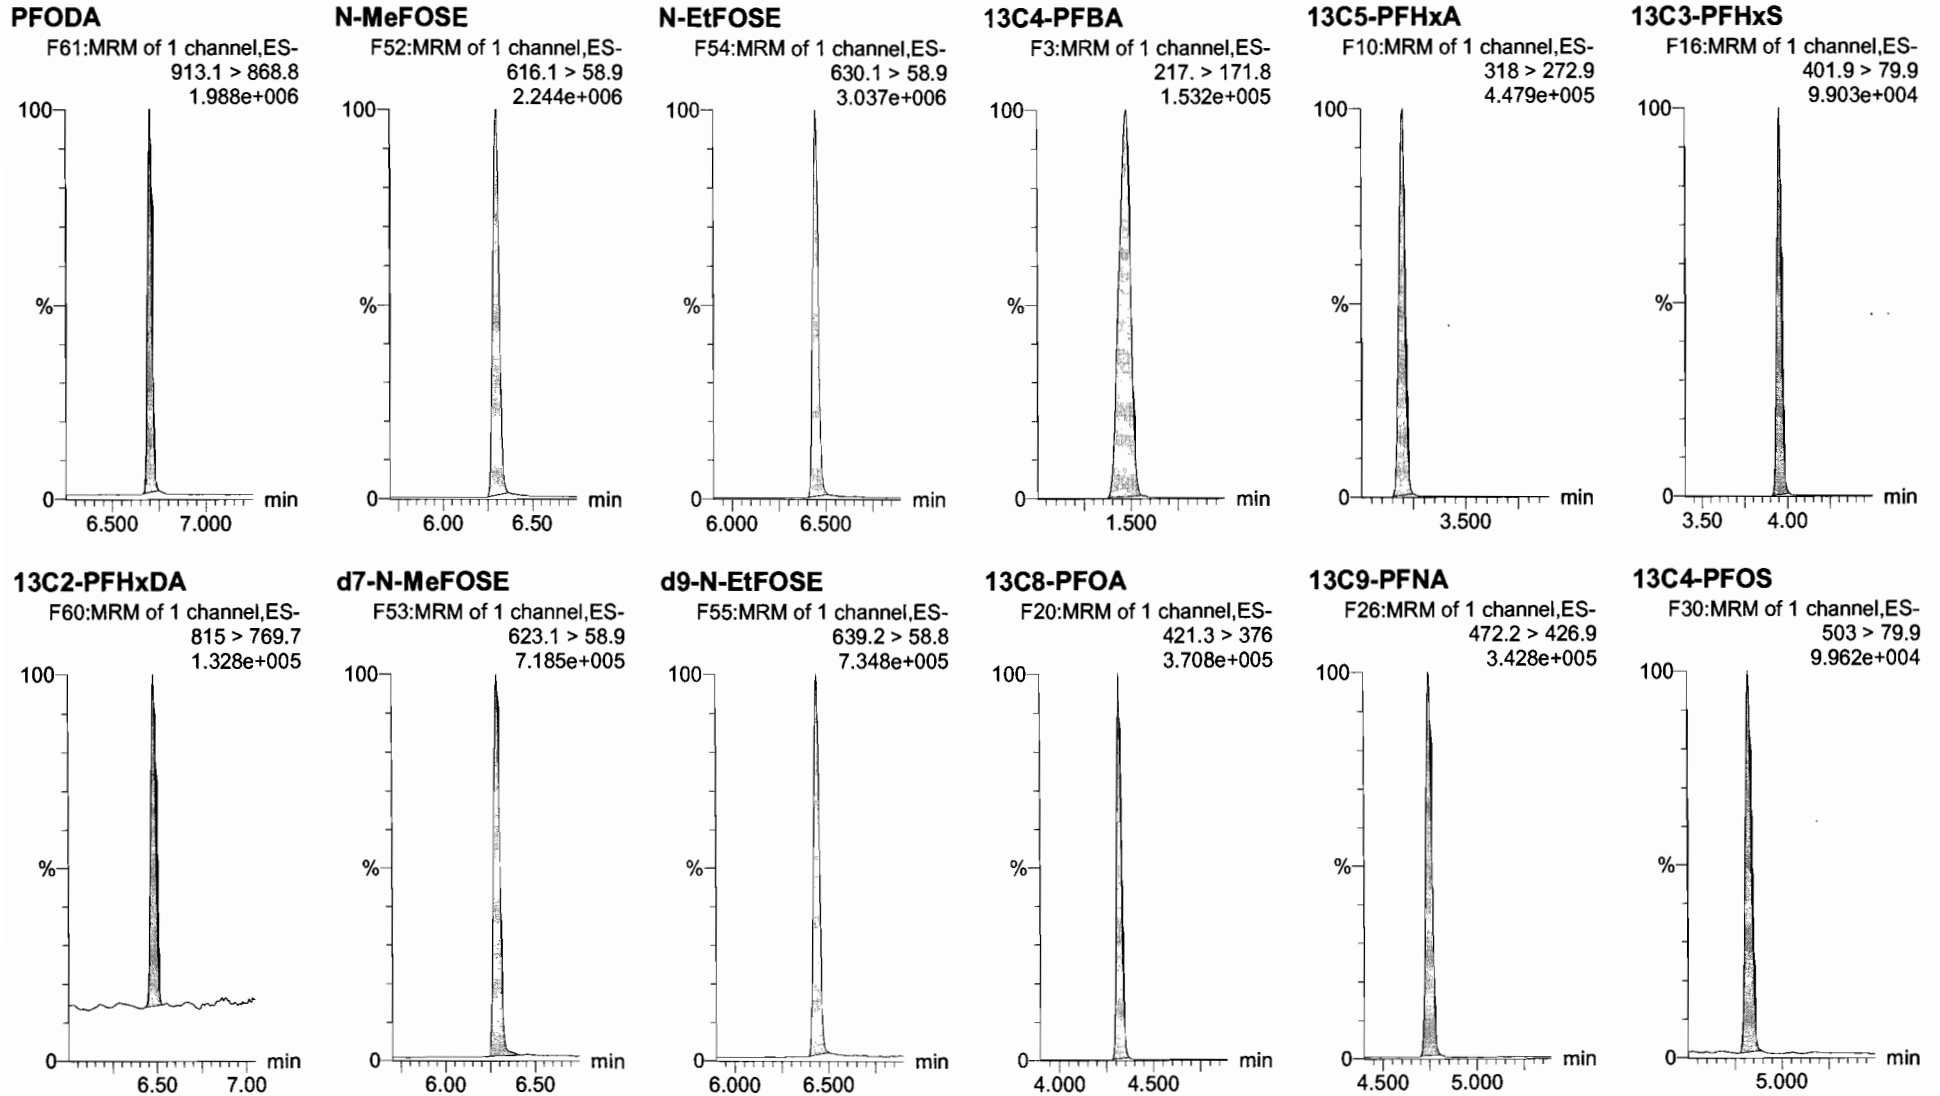 PFODA
F61:MRM of 1 channel,ES-
913.1 > 868.8
1.988e+006
100
%
0
min
6.500 7.000
N-MeFOSE
F52:MRM of 1 channel,ES-
616.1 > 58.9
2.244e+006
100
%
0
min
6.00 6.50
N-EtFOSE
F54:MRM of 1 channel,ES-
630.1 > 58.9
3.037e+006
100
%
0
min
6.000 6.500
13C4-PFBA
F3:MRM of 1 channel,ES-
217. > 171.8
1.532e+005
100
%
0
min
1.500
13C5-PFHxA
F10:MRM of 1 channel,ES-
318 > 272.9
4.479e+005
100
%
0
min
3.500
13C3-PFHxS
F16:MRM of 1 channel,ES-
401.9 > 79.9
9.903e+004
100
%
0
min
3.50 4.00
13C2-PFHxDA
F60:MRM of 1 channel,ES-
815 > 769.7
1.328e+005
100
%
0
min
6.50 7.00
d7-N-MeFOSE
F53:MRM of 1 channel,ES-
623.1 > 58.9
7.185e+005
100
%
0
min
6.00 6.50
d9-N-EtFOSE
F55:MRM of 1 channel,ES-
639.2 > 58.8
7.348e+005
100
%
0
min
6.000 6.500
13C8-PFOA
F20:MRM of 1 channel,ES-
421.3 > 376
3.708e+005
100
%
0
min
4.000 4.500
13C9-PFNA
F26:MRM of 1 channel,ES-
472.2 > 426.9
3.428e+005
100
%
0
min
4.500 5.000
13C4-PFOS
F30:MRM of 1 channel,ES-
503 > 79.9
9.962e+004
100
%
0
min
5.000